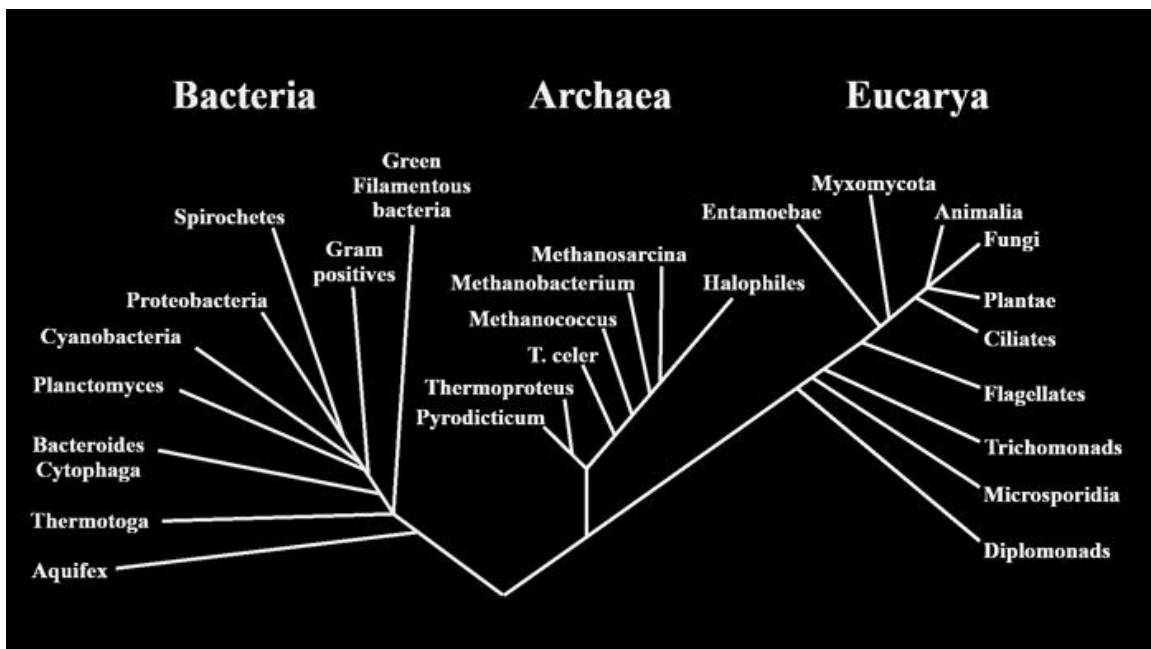 Bacteria
Archaea
Eucarya
Green
Filamentous
bacteria
Spirochetes
Gram
positives
Proteobacteria
Cyanobacteria
Planctomyces
Bacteroides
Cytophaga
Thermotoga
Aquifex
Methanosarcina
Methanobacterium
Halophiles
Methanococcus
T. celer
Thermoproteus
Pyrodicticum
Myxomycota
Entamoebae
Animalia
Fungi
Plantae
Ciliates
Flagellates
Trichomonads
Microsporidia
Diplomonads